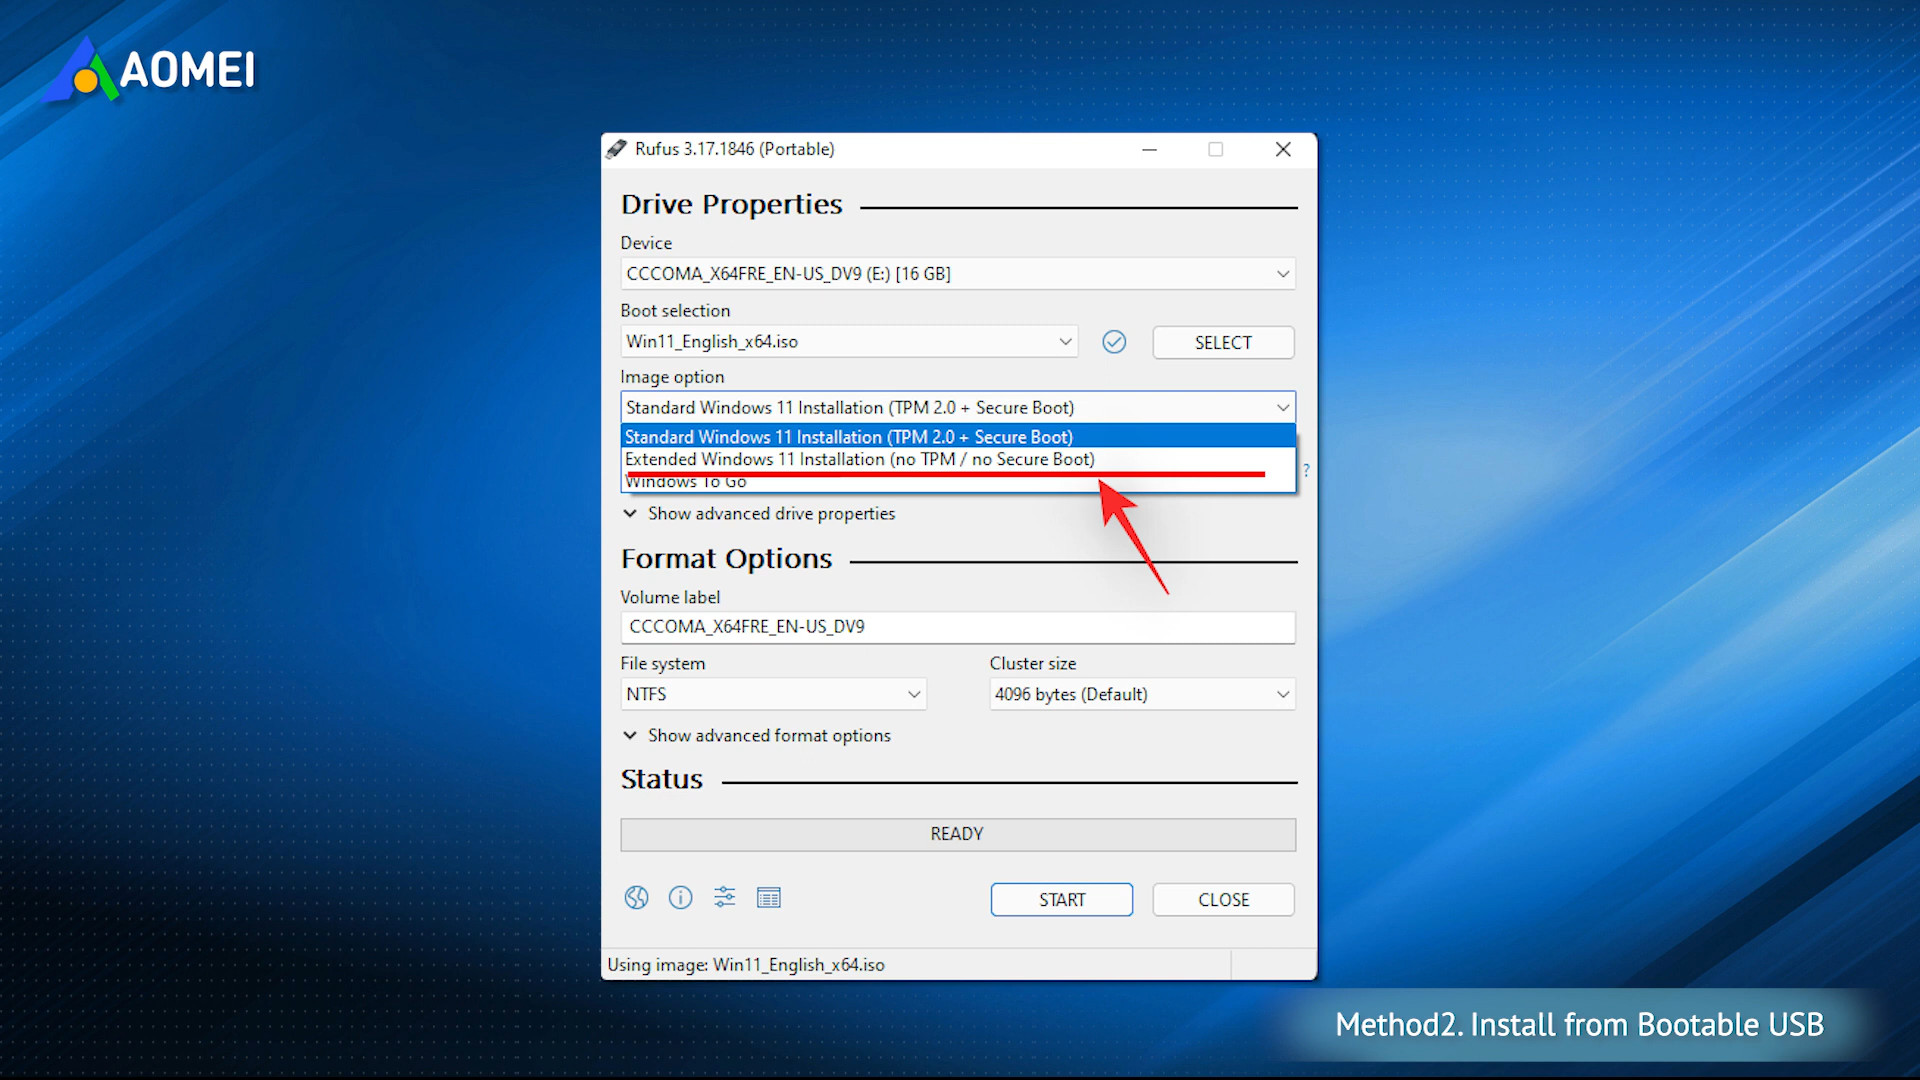 AOMEI
Rufus 3.17.1846 (Portable)
Drive Properties
Device
CCCOMA_X64FRE_EN-US_DV9 (E:) [16 GB]
Boot selection
Win11_English_x64.iso
SELECT
Image option
Standard Windows 11 Installation (TPM 2.0 + Secure Boot)
Standard Windows 11 Installation (TPM 2.0 + Secure Boot)
Extended Windows 11 Installation (no TPM / no Secure Boot)
?
Windows To Go
Show advanced drive properties
Format Options
Volume label
CCCOMA_X64FRE_EN-US_DV9
File system Cluster size
NTFS 4096 bytes (Default)
Show advanced format options
Status
READY
START CLOSE
Using image: Win11_English_x64.iso
Method2. Install from Bootable USB